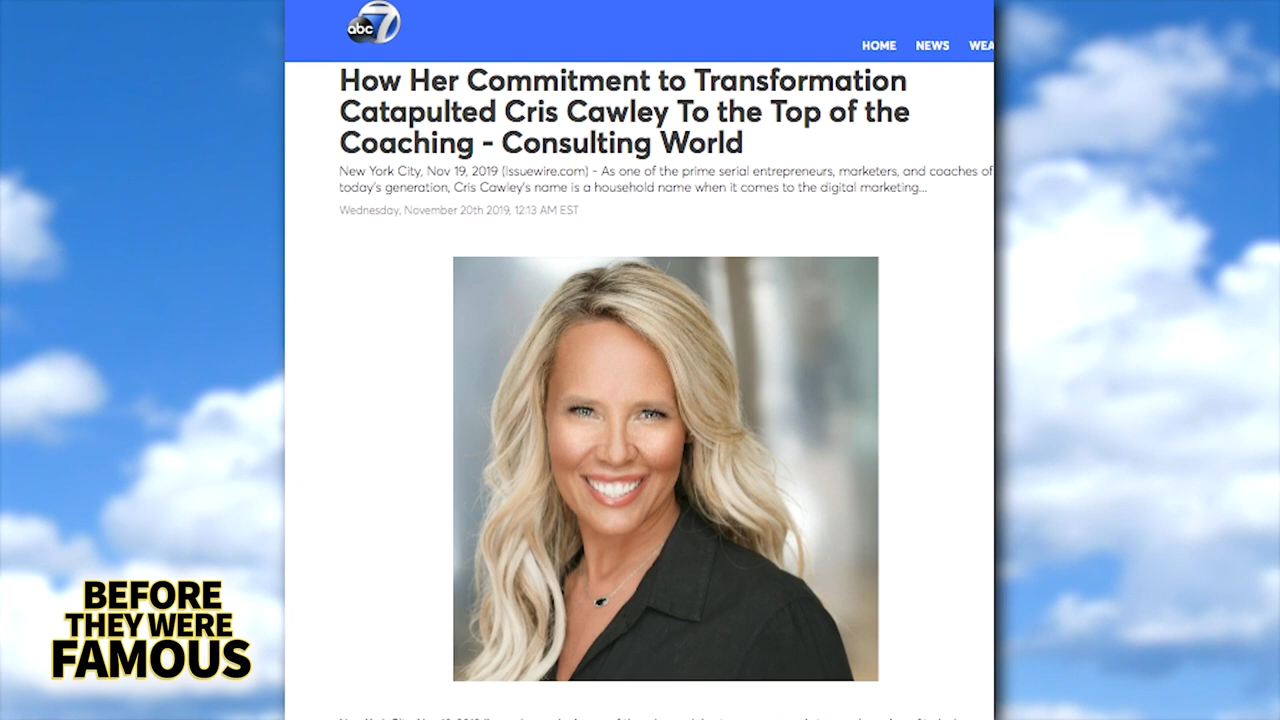 abc 7
HOME NEWS WEA
How Her Commitment to Transformation
Catapulted Cris Cawley To the Top of the
Coaching - Consulting World
New York City, Nov 19, 2019 (Issuewire.com) - As one of the prime serial entrepreneurs, marketers, and coaches of
today's generation, Cris Cawley's name is a household name when it comes to the digital marketing...
Wednesday, November 20th 2019, 12:13 AM EST
BEFORE
THEY WERE
FAMOUS